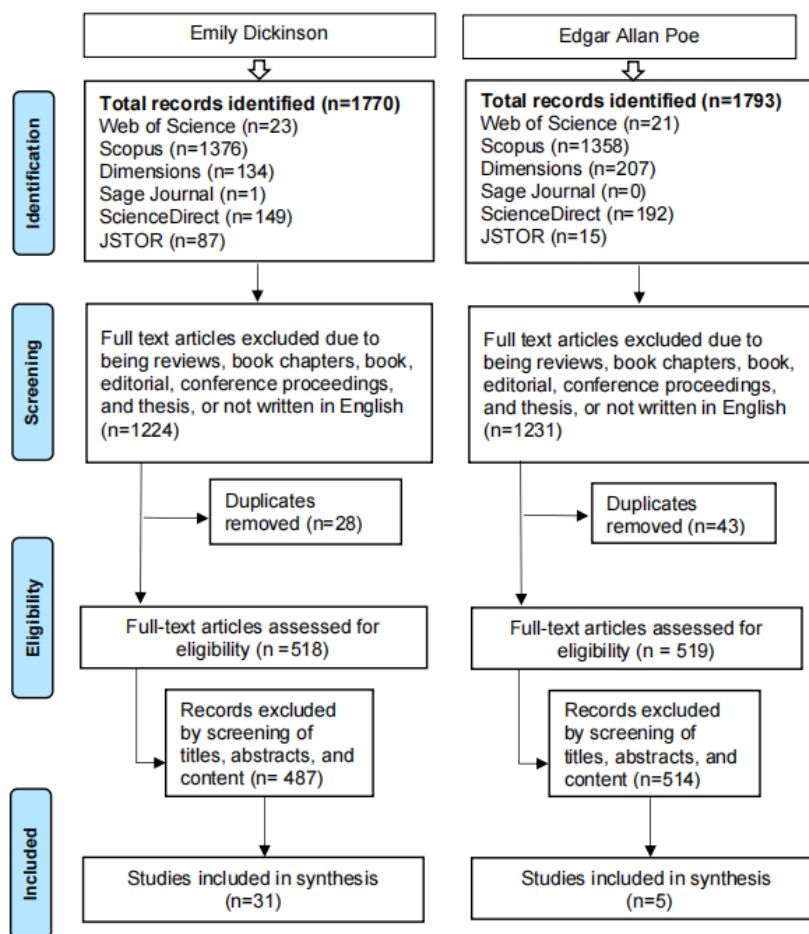 Emily Dickinson
Edgar Allan Poe
Identification
Total records identified (n=1770)
Web of Science (n=23)
Scopus (n=1376)
Dimensions (n=134)
Sage Journal (n=1)
ScienceDirect (n=149)
JSTOR (n=87)
Total records identified (n=1793)
Web of Science (n=21)
Scopus (n=1358)
Dimensions (n=207)
Sage Journal (n=0)
ScienceDirect (n=192)
JSTOR (n=15)
Screening
Full text articles excluded due to
being reviews, book chapters, book,
editorial, conference proceedings,
and thesis, or not written in English
(n=1224)
Full text articles excluded due to
being reviews, book chapters, book,
editorial, conference proceedings,
and thesis, or not written in English
(n=1231)
Duplicates
removed (n=28)
Duplicates
removed (n=43)
Eligibility
Full-text articles assessed for
eligibility (n =518)
Full-text articles assessed for
eligibility (n = 519)
Records excluded
by screening of
titles, abstracts, and
content (n= 487)
Records excluded
by screening of
titles, abstracts, and
content (n=514)
Included
Studies included in synthesis
(n=31)
Studies included in synthesis
(n=5)